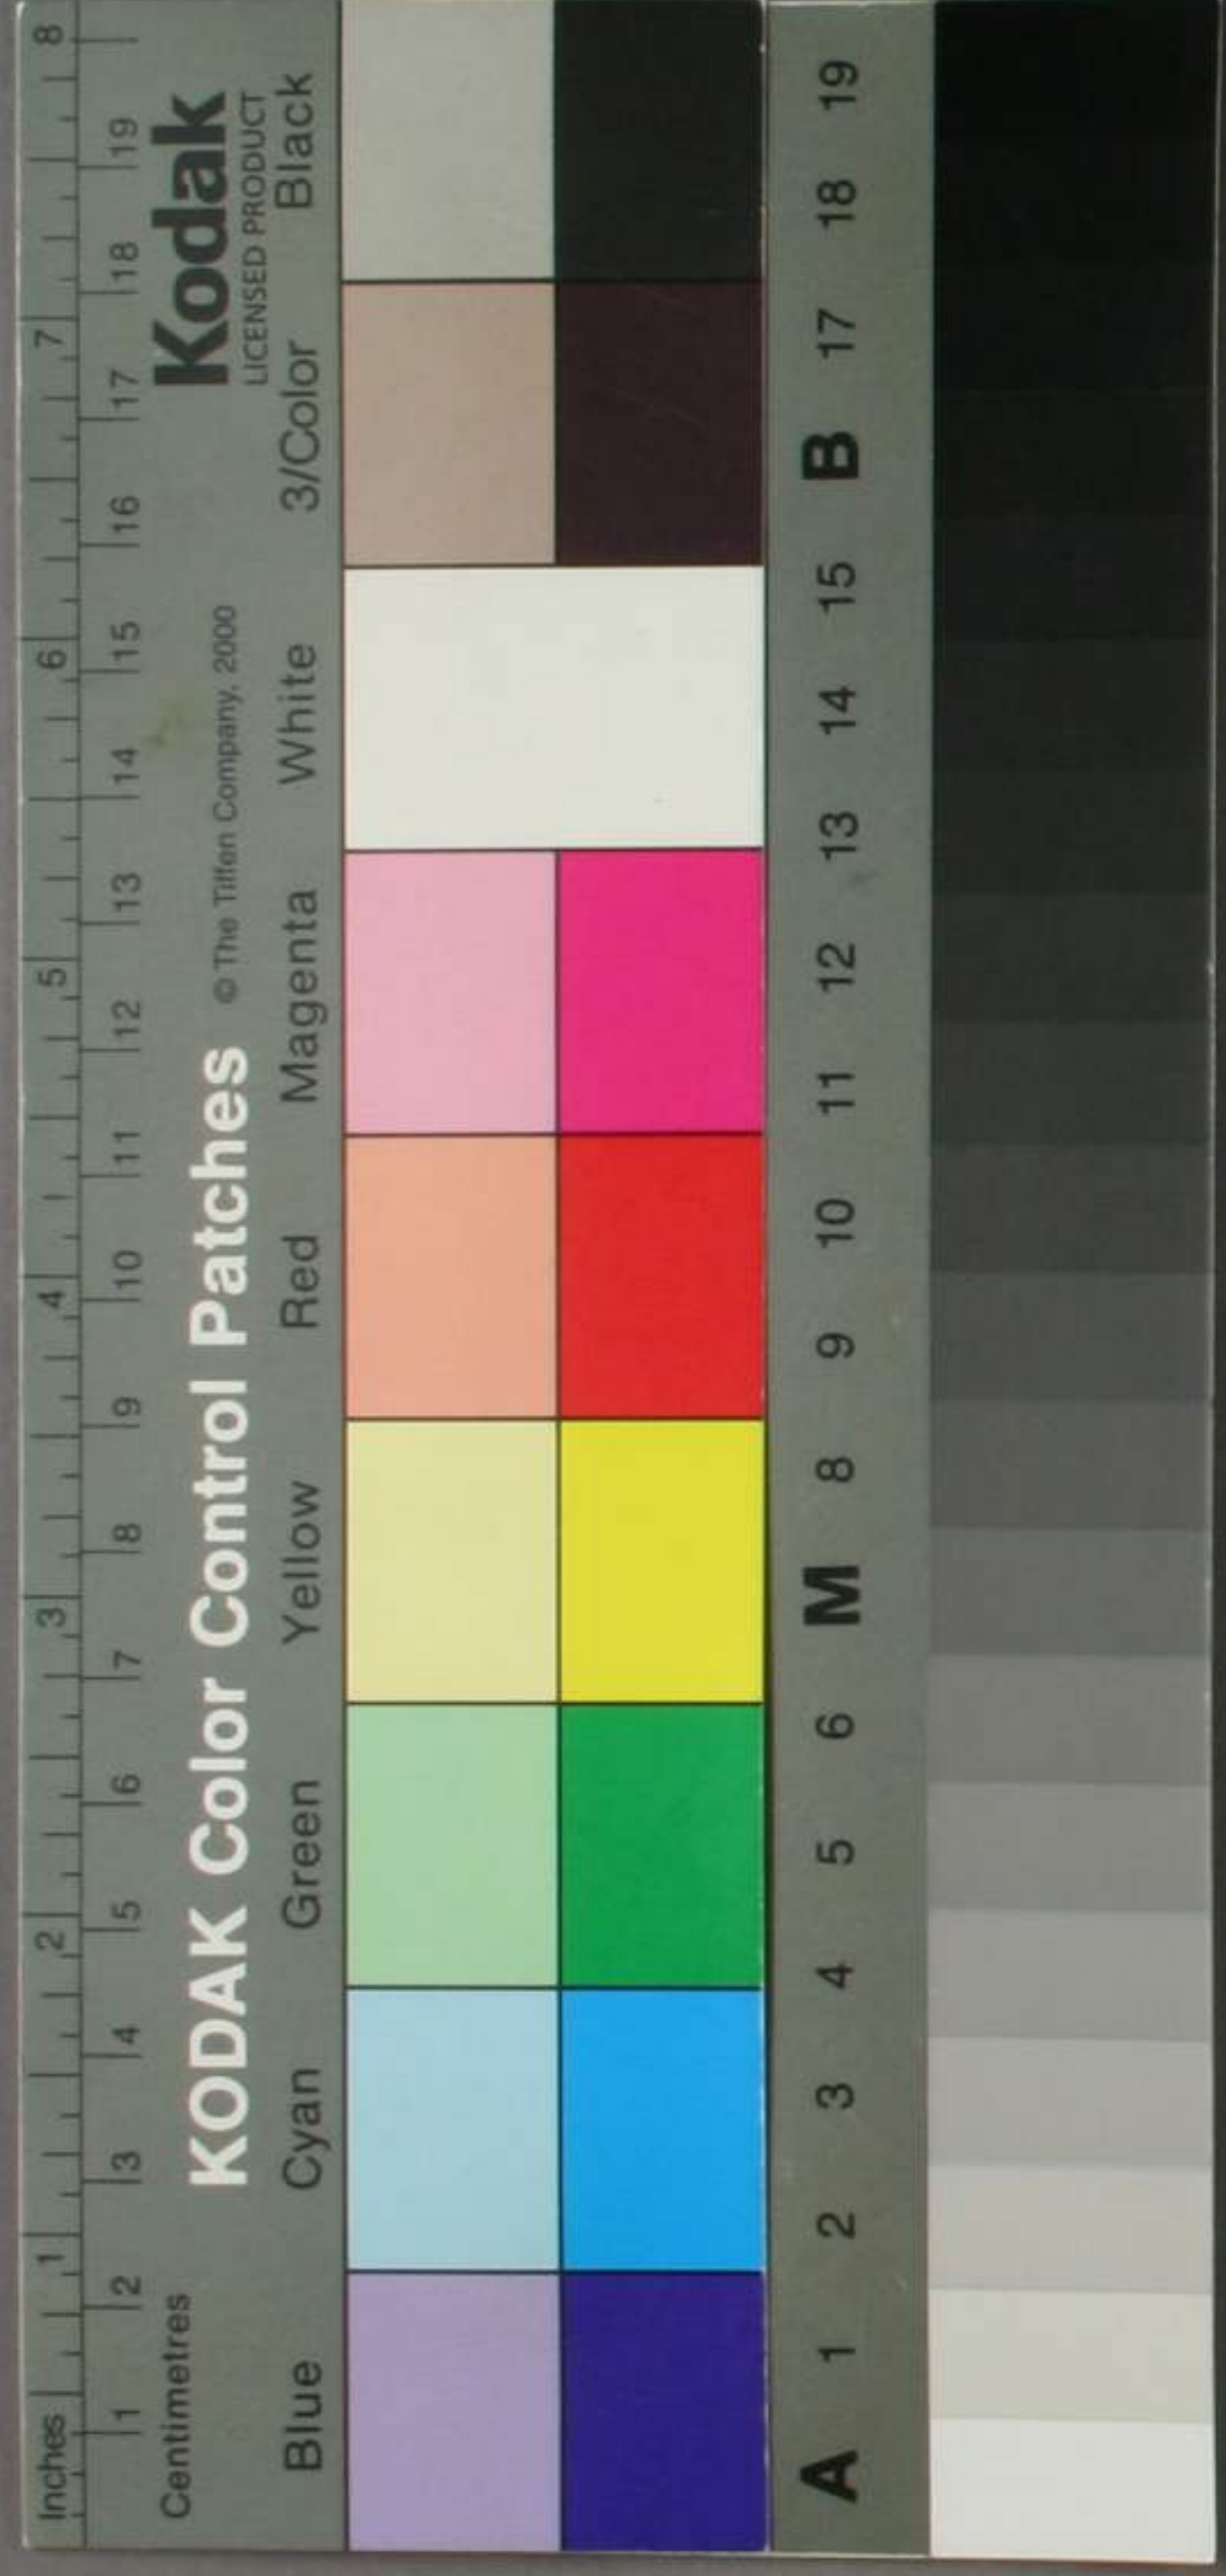 Inches 1 2 3 4 5 6 7 8
1 2 3 4 5 6 7 8 9 10 11 12 13 14 15 16 17 18 19
Centimetres
KODAK Color Control Patches
© The Tiffen Company, 2000
Kodak
LICENSED PRODUCT
Blue Cyan Green Yellow Red Magenta White 3/Color Black
A 1 2 3 4 5 6 M 8 9 10 11 12 13 14 15 B 17 18 19